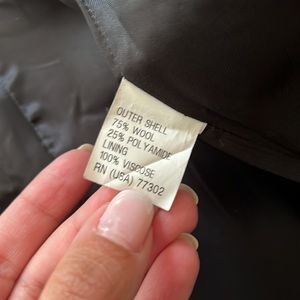 OUTER SHELL
75% WOOL
25% POLYAMIDE
LINING
100% VISCOSE
RN (USA) 77302